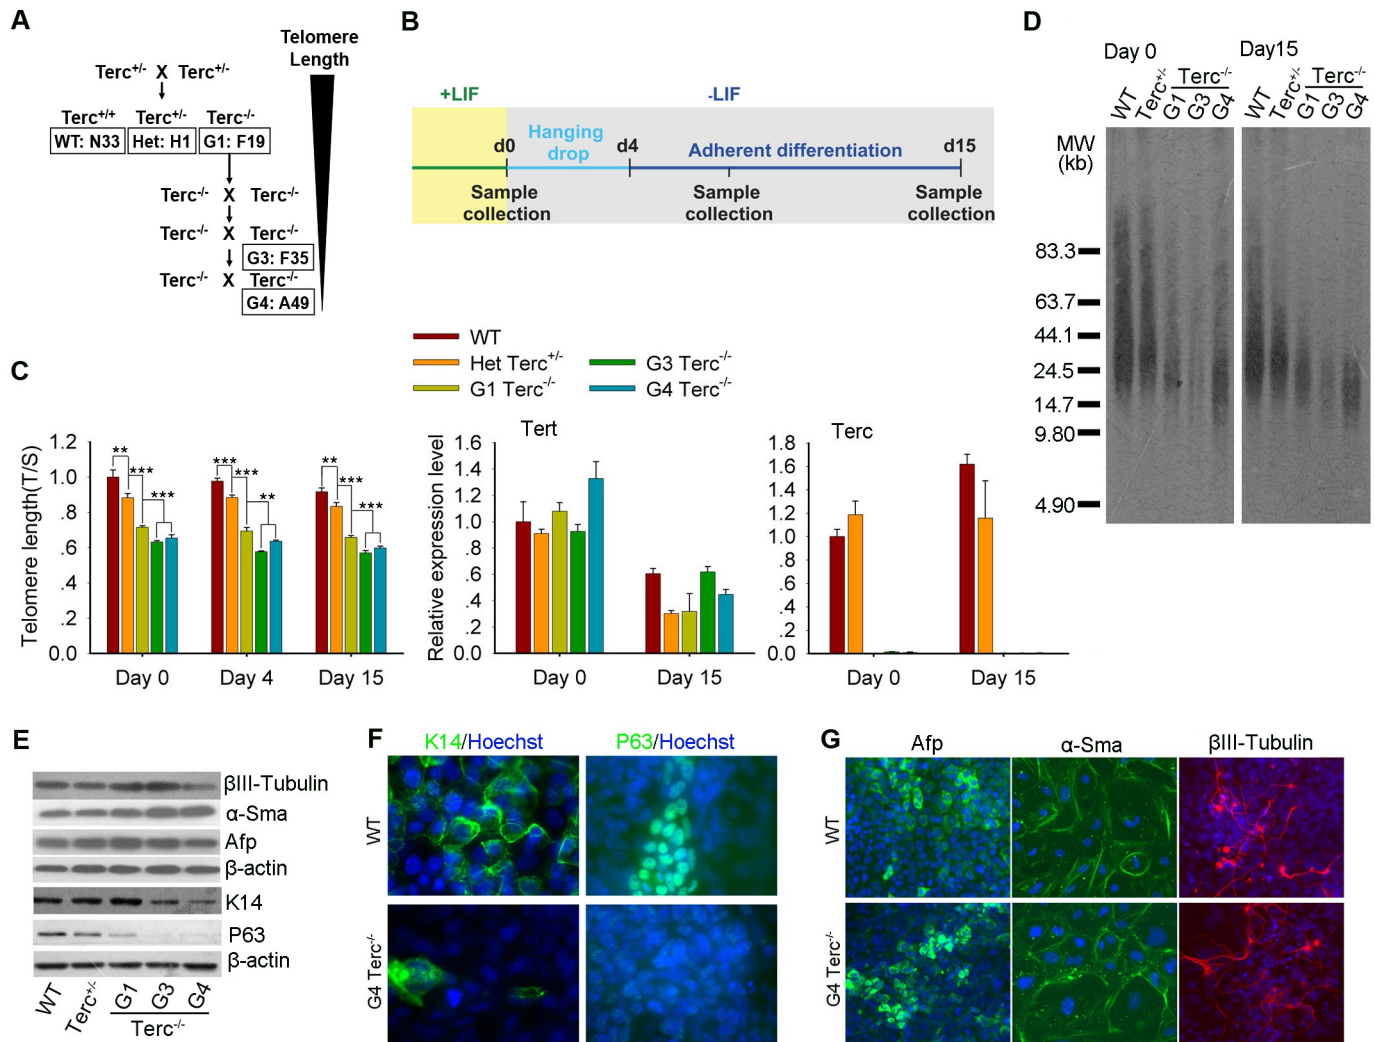 A
Telomere
Length
Terc+/- X Terc+/-
Terc+/+ Terc+/- Terc-/-
WT: N33 Het: H1 G1: F19
Terc-/- X Terc-/-
Terc-/- X Terc-/-
G3: F35
Terc-/- X Terc-/-
G4: A49
B
+LIF -LIF
Hanging
drop
d0 d4 Adherent differentiation d15
Sample
collection
Sample
collection
Sample
collection
WT
Het Terc+/-
G1 Terc-/-
G3 Terc-/-
G4 Terc-/-
C
Telomere length(T/S)
1.2
1.0
.8
.6
.4
.2
0.0
** *** ***
*** *** **
** *** ***
Day 0 Day 4 Day 15
Tert
Relative expression level
1.6
1.4
1.2
1.0
.8
.6
.4
.2
0.0
Day 0 Day 15
Terc
1.8
1.6
1.4
1.2
1.0
.8
.6
.4
.2
0.0
Day 0 Day 15
D
Day 0 Day15
WT Terc+/- Terc-/- G1 G3 G4
WT Terc+/- Terc-/- G1 G3 G4
MW
(kb)
83.3
63.7
44.1
24.5
14.7
9.80
4.90
E
βIII-Tubulin
α-Sma
Afp
β-actin
K14
P63
β-actin
WT Terc+/- G1 G3 G4
Terc-/-
F
K14/Hoechst P63/Hoechst
WT
G4 Terc-/-
G
Afp α-Sma βIII-Tubulin
WT
G4 Terc-/-